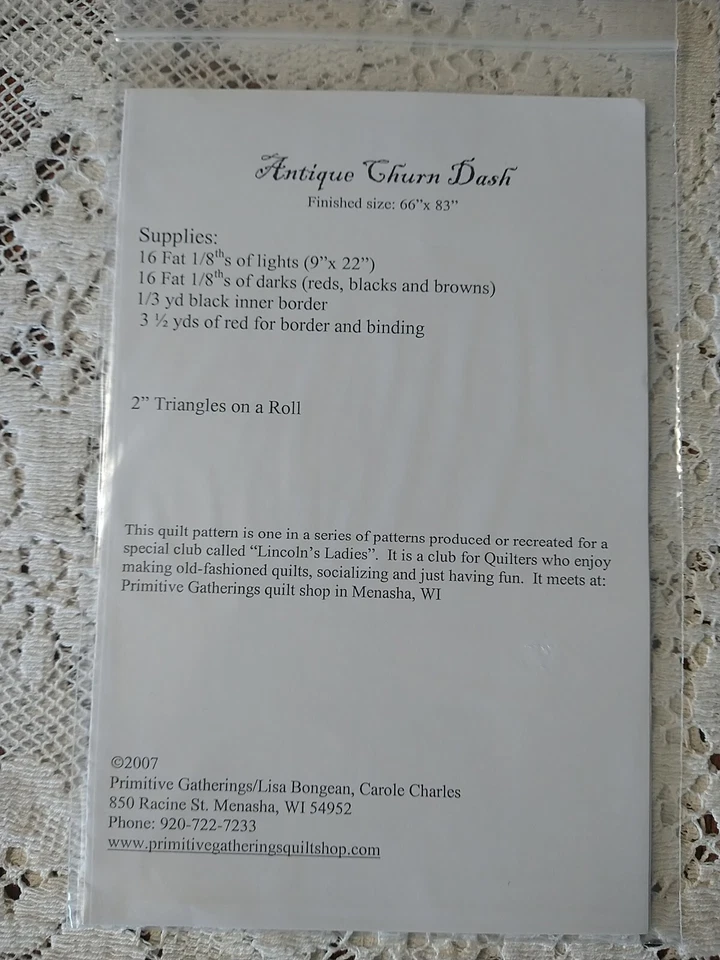 Antique Churn Dash
Finished size: 66”x 83”
Supplies:
16 Fat 1/8ths of lights (9”x 22”)
16 Fat 1/8ths of darks (reds, blacks and browns)
1/3 yd black inner border
3 ½ yds of red for border and binding
2” Triangles on a Roll
This quilt pattern is one in a series of patterns produced or recreated for a
special club called “Lincoln’s Ladies”. It is a club for Quilters who enjoy
making old-fashioned quilts, socializing and just having fun. It meets at:
Primitive Gatherings quilt shop in Menasha, WI
©2007
Primitive Gatherings/Lisa Bongean, Carole Charles
850 Racine St. Menasha, WI 54952
Phone: 920-722-7233
www.primitivegatheringsquiltshop.com